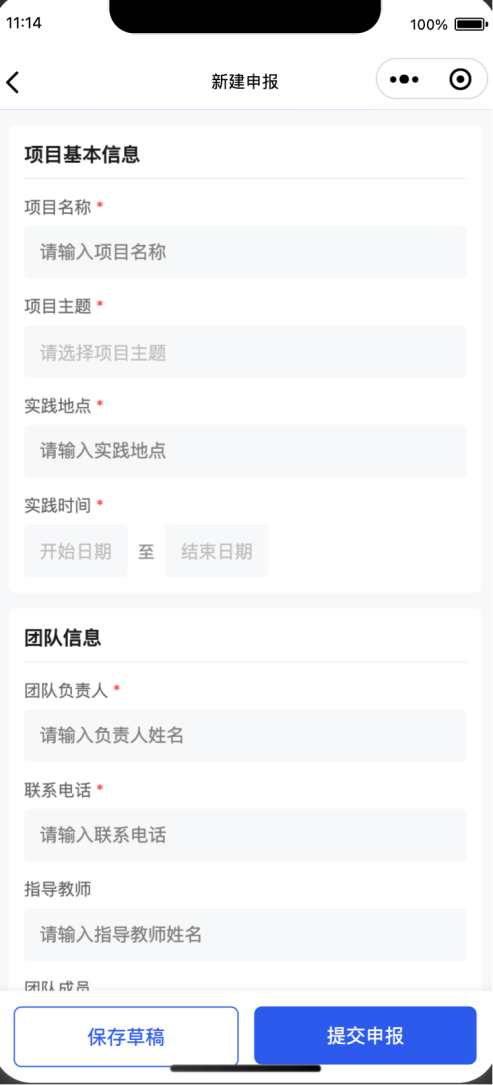 11:14
100%
新建申报
项目基本信息
项目名称 *
请输入项目名称
项目主题 *
请选择项目主题
实践地点 *
请输入实践地点
实践时间 *
开始日期 至 结束日期
团队信息
团队负责人 *
请输入负责人姓名
联系电话 *
请输入联系电话
指导教师
请输入指导教师姓名
团队成员
保存草稿
提交申报